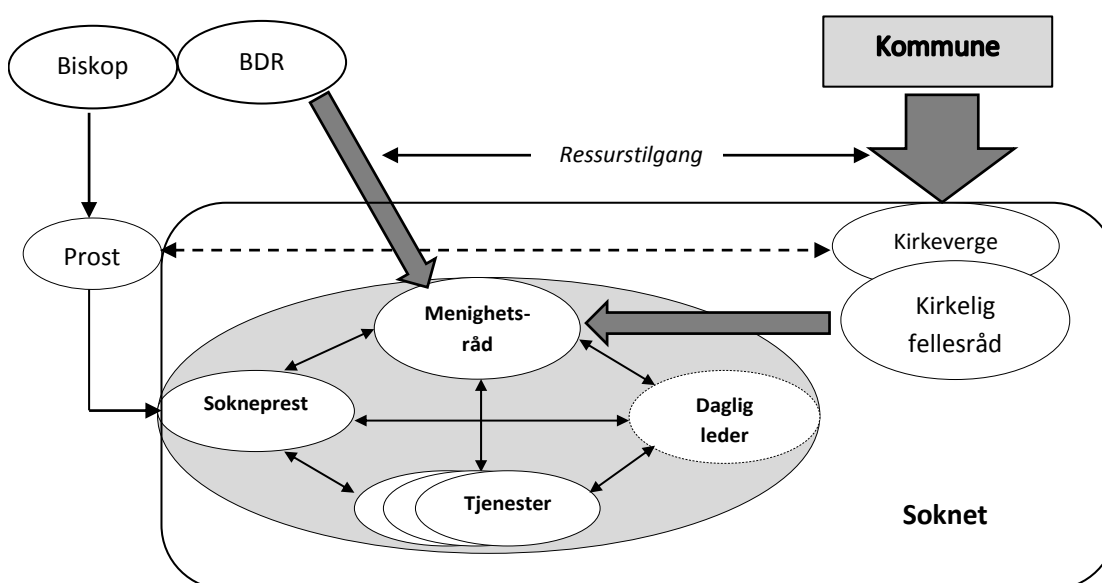 Biskop
BDR
Kommune
Ressurstilgang
Prost
Kirkeverge
Kirkelig
fellesråd
Menighets-
råd
Sokneprest
Daglig
leder
Tjenester
Soknet